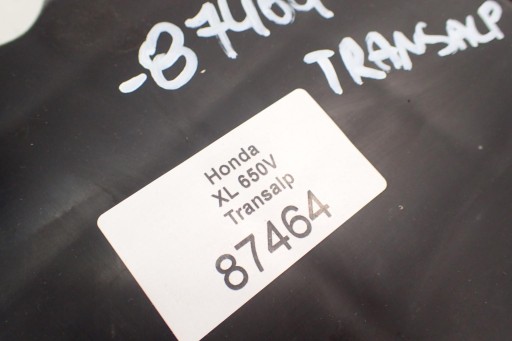 -87464
TRANSALP
Honda
XL 650V
Transalp
87464